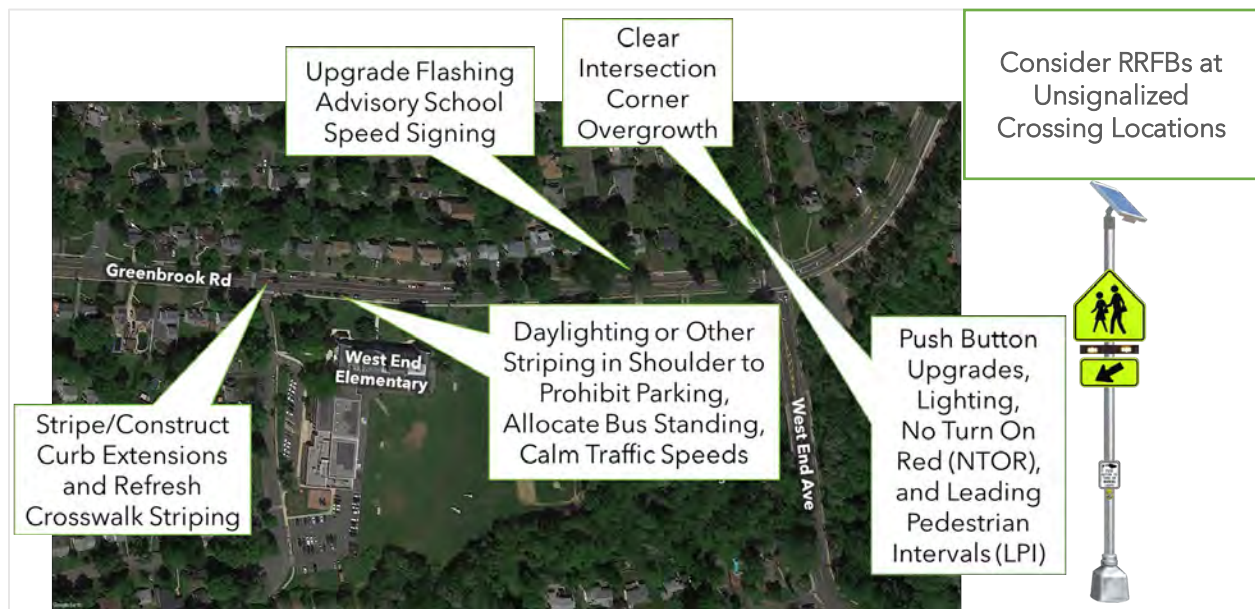 Clear
Intersection
Corner
Overgrowth
Upgrade Flashing
Advisory School
Speed Signing
Consider RRFBs at
Unsignalized
Crossing Locations
Greenbrook Rd
West End
Elementary
West End Ave
Stripe/Construct
Curb Extensions
and Refresh
Crosswalk Striping
Daylighting or Other
Striping in Shoulder to
Prohibit Parking,
Allocate Bus Standing,
Calm Traffic Speeds
Push Button
Upgrades,
Lighting,
No Turn On
Red (NTOR),
and Leading
Pedestrian
Intervals (LPI)